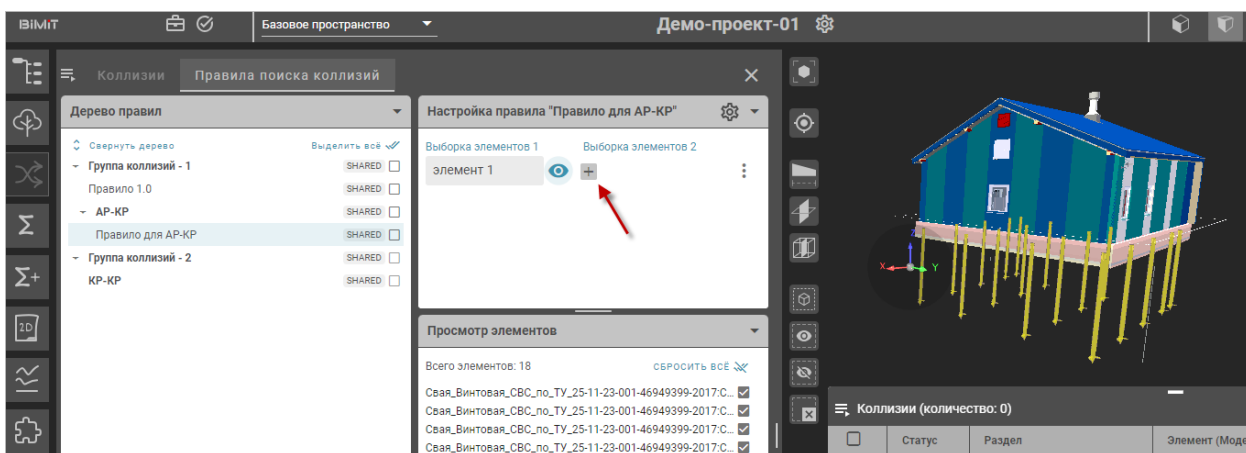 BiMiT
Базовое пространство
Демо-проект-01
Коллизии
Правила поиска коллизий
Дерево правил
Свернуть дерево
Выделить всё
Группа коллизий - 1
SHARED
Правило 1.0
SHARED
АР-КР
SHARED
Правило для АР-КР
SHARED
Группа коллизий - 2
SHARED
КР-КР
SHARED
Настройка правила "Правило для АР-КР"
Выборка элементов 1
Выборка элементов 2
элемент 1
Просмотр элементов
Всего элементов: 18
СБРОСИТЬ ВСЁ
Свая_Винтовая_СВС_по_ТУ_25-11-23-001-46949399-2017:С...
Свая_Винтовая_СВС_по_ТУ_25-11-23-001-46949399-2017:С...
Свая_Винтовая_СВС_по_ТУ_25-11-23-001-46949399-2017:С...
Свая_Винтовая_СВС_по_ТУ_25-11-23-001-46949399-2017:С...
2D
X
Y
Z
Коллизии (количество: 0)
Статус
Раздел
Элемент (Моде